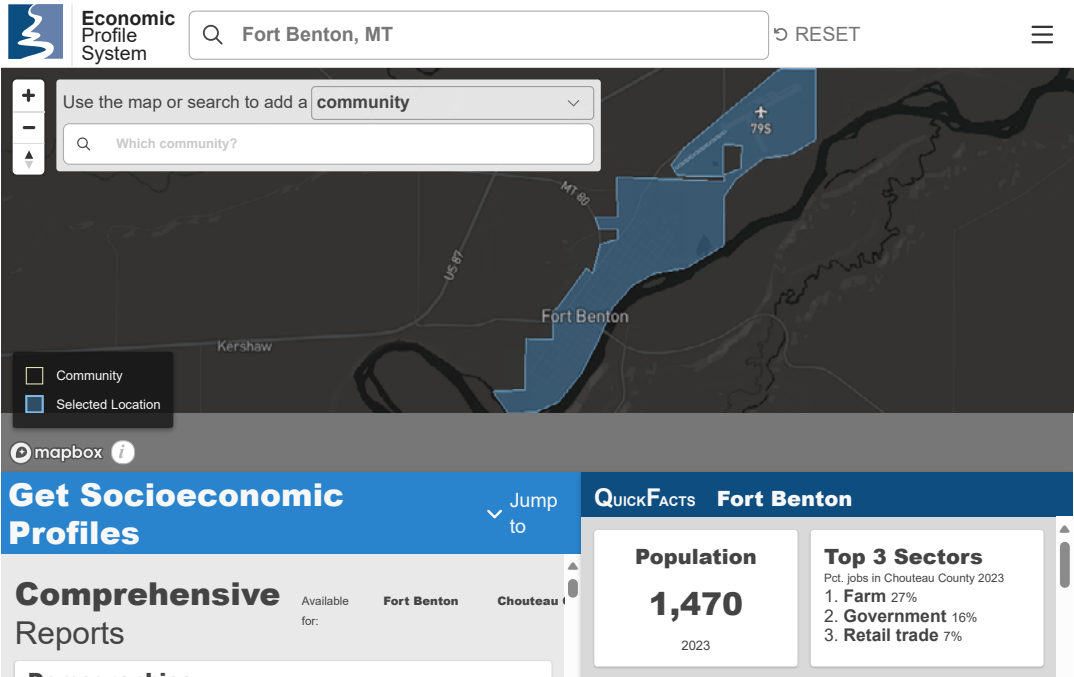 Economic
Profile
System
Fort Benton, MT
RESET
Use the map or search to add a community
Which community?
79S
MT 80
US 87
Fort Benton
Kershaw
Community
Selected Location
mapbox
i
Get Socioeconomic
Profiles
Jump
to
QUICKFACTS Fort Benton
Comprehensive
Reports
Available
for:
Fort Benton
Chouteau
Population
1,470
2023
Top 3 Sectors
Pct. jobs in Chouteau County 2023
1. Farm 27%
2. Government 16%
3. Retail trade 7%